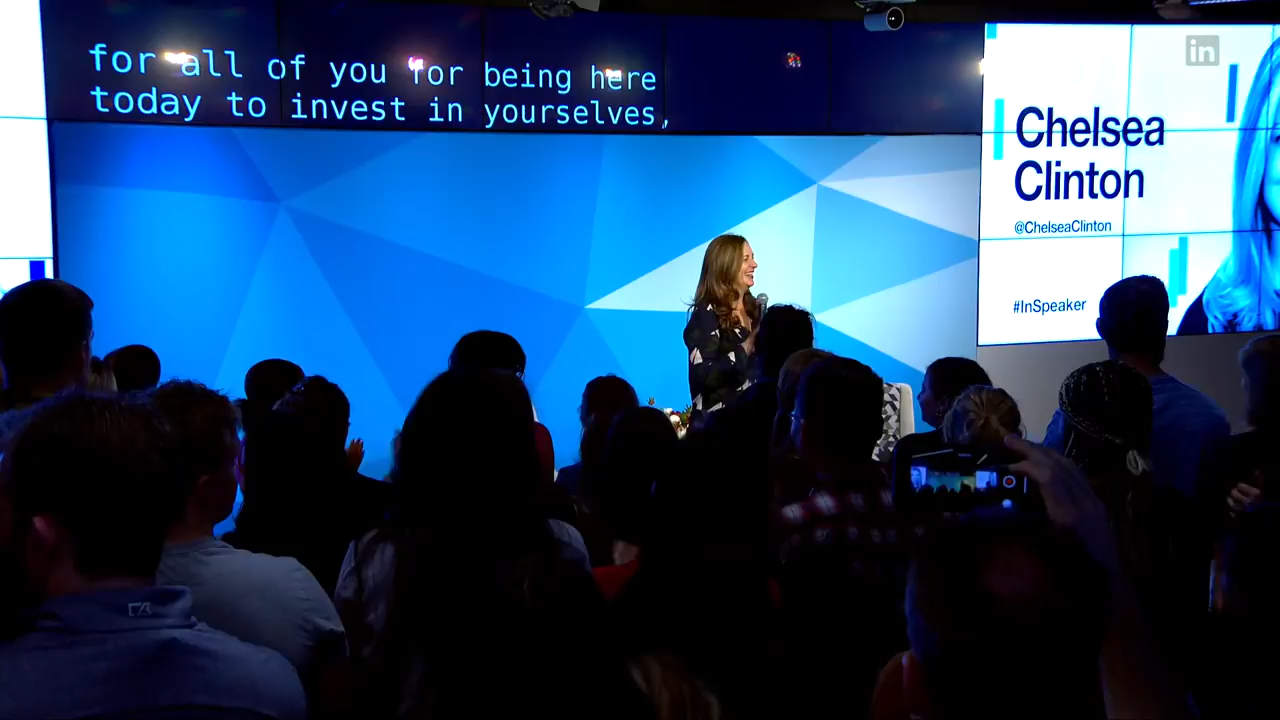 for all of you for being here
today to invest in yourselves,
in
Chelsea
Clinton
@ChelseaClinton
#InSpeaker